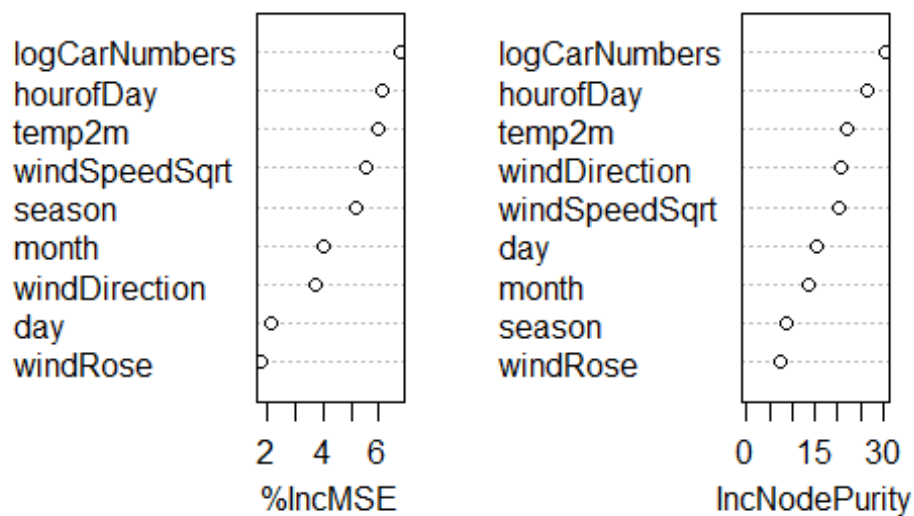 logCarNumbers
hourofDay
temp2m
windSpeedSqrt
season
month
windDirection
day
windRose
2 4 6
%IncMSE
logCarNumbers
hourofDay
temp2m
windDirection
windSpeedSqrt
day
month
season
windRose
0 15 30
IncNodePurity